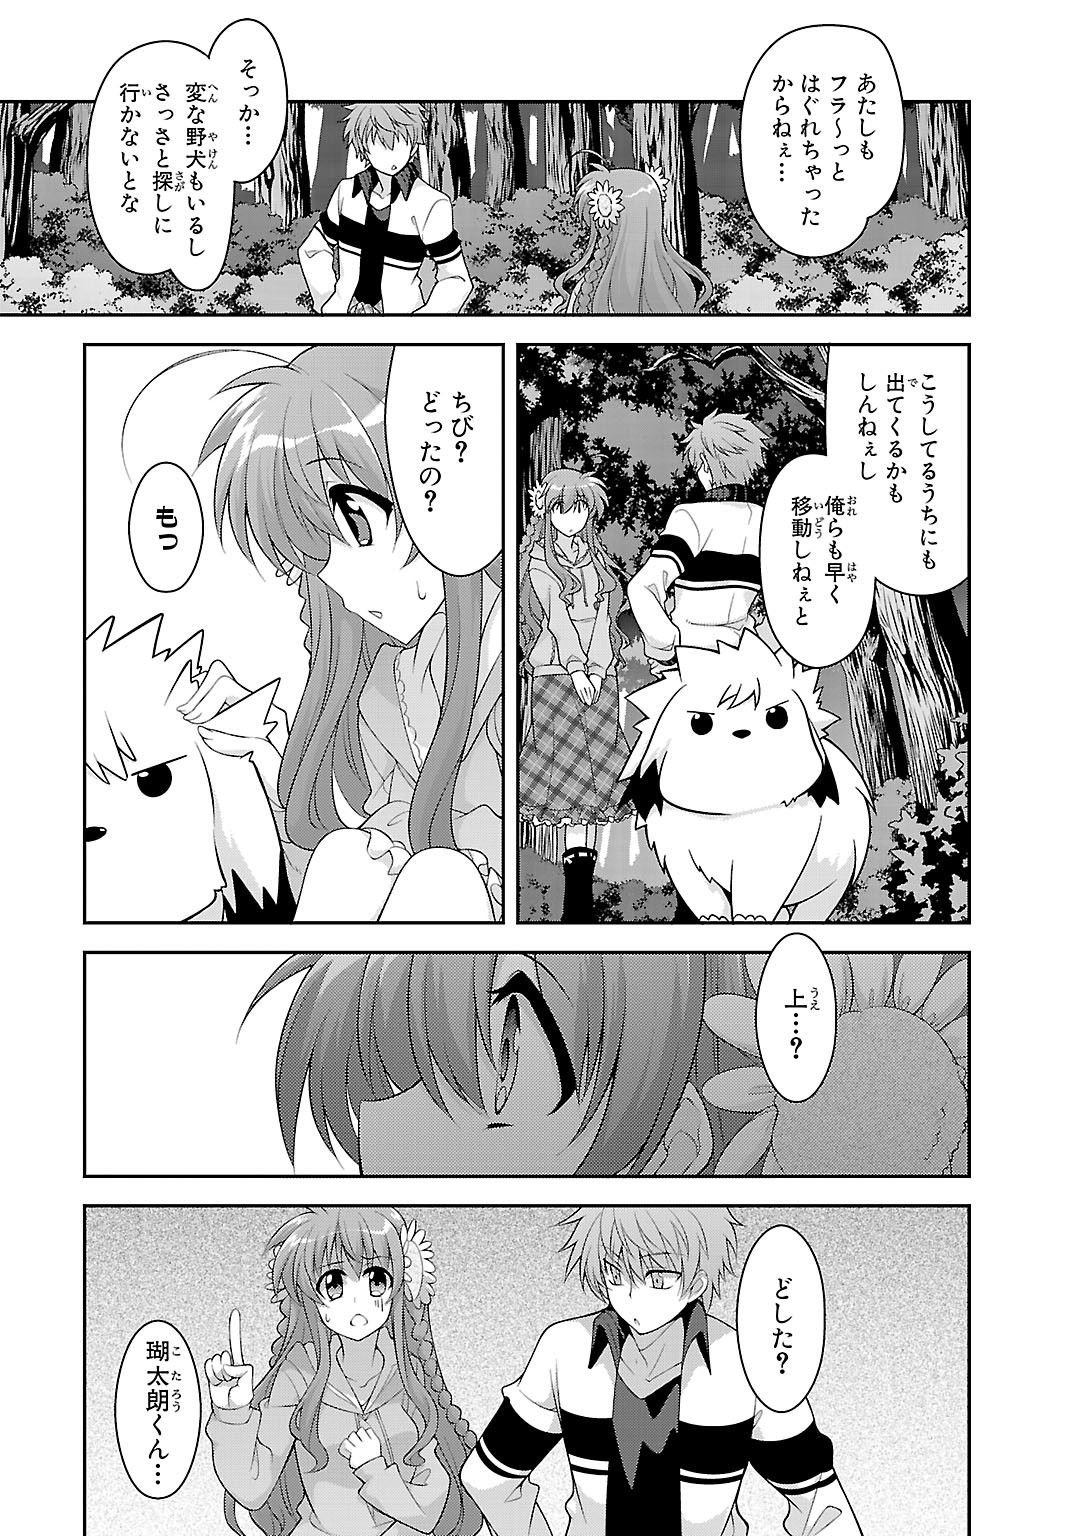 あたしも
フラ～っと
はぐれちゃった
からねぇ…
そっか…
変な野犬もいるし
さっさと探しに
行かないとな
こうしてるうちにも
出てくるかも
しんねぇし
俺らも早く
移動しねぇと
ちび？
どったの？
もっ
上…？
どした？
瑚太朗くん…